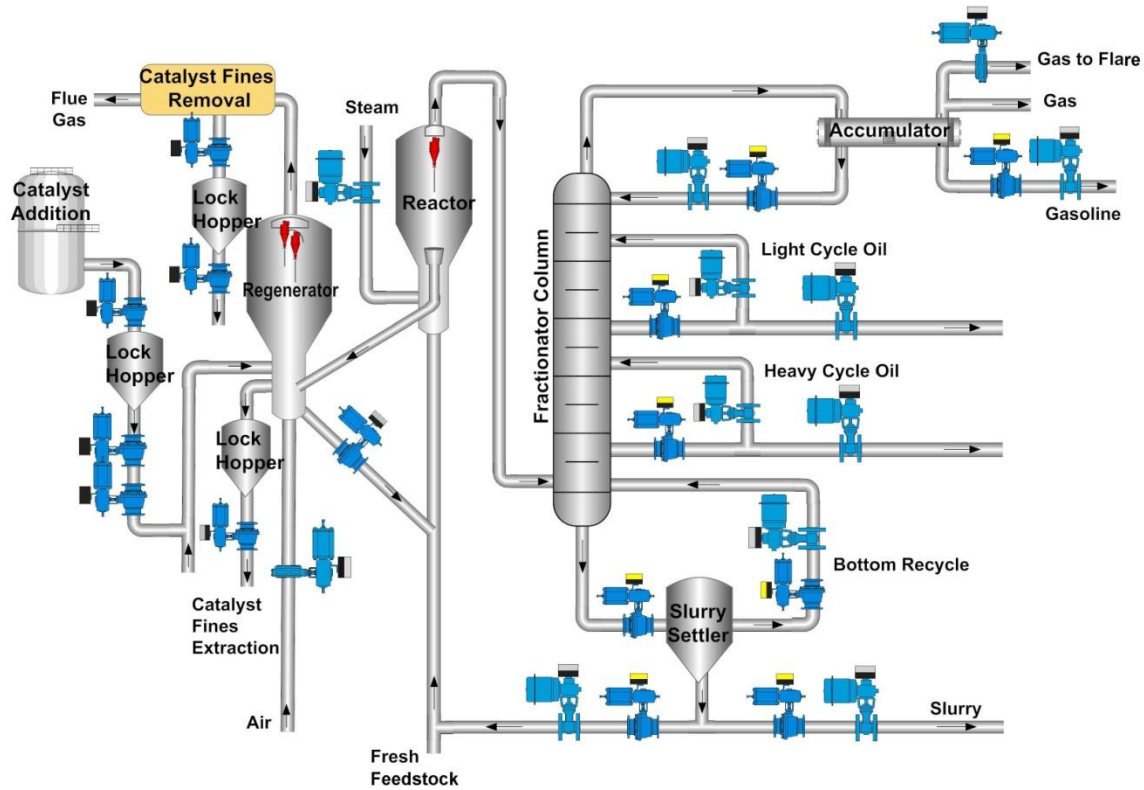 Catalyst Fines
Removal
Flue
Gas
Steam
Gas to Flare
Gas
Accumulator
Gasoline
Catalyst
Addition
Lock
Hopper
Reactor
Regenerator
Fractionator Column
Light Cycle Oil
Lock
Hopper
Heavy Cycle Oil
Lock
Hopper
Bottom Recycle
Catalyst
Fines
Extraction
Slurry
Settler
Air
Slurry
Fresh
Feedstock